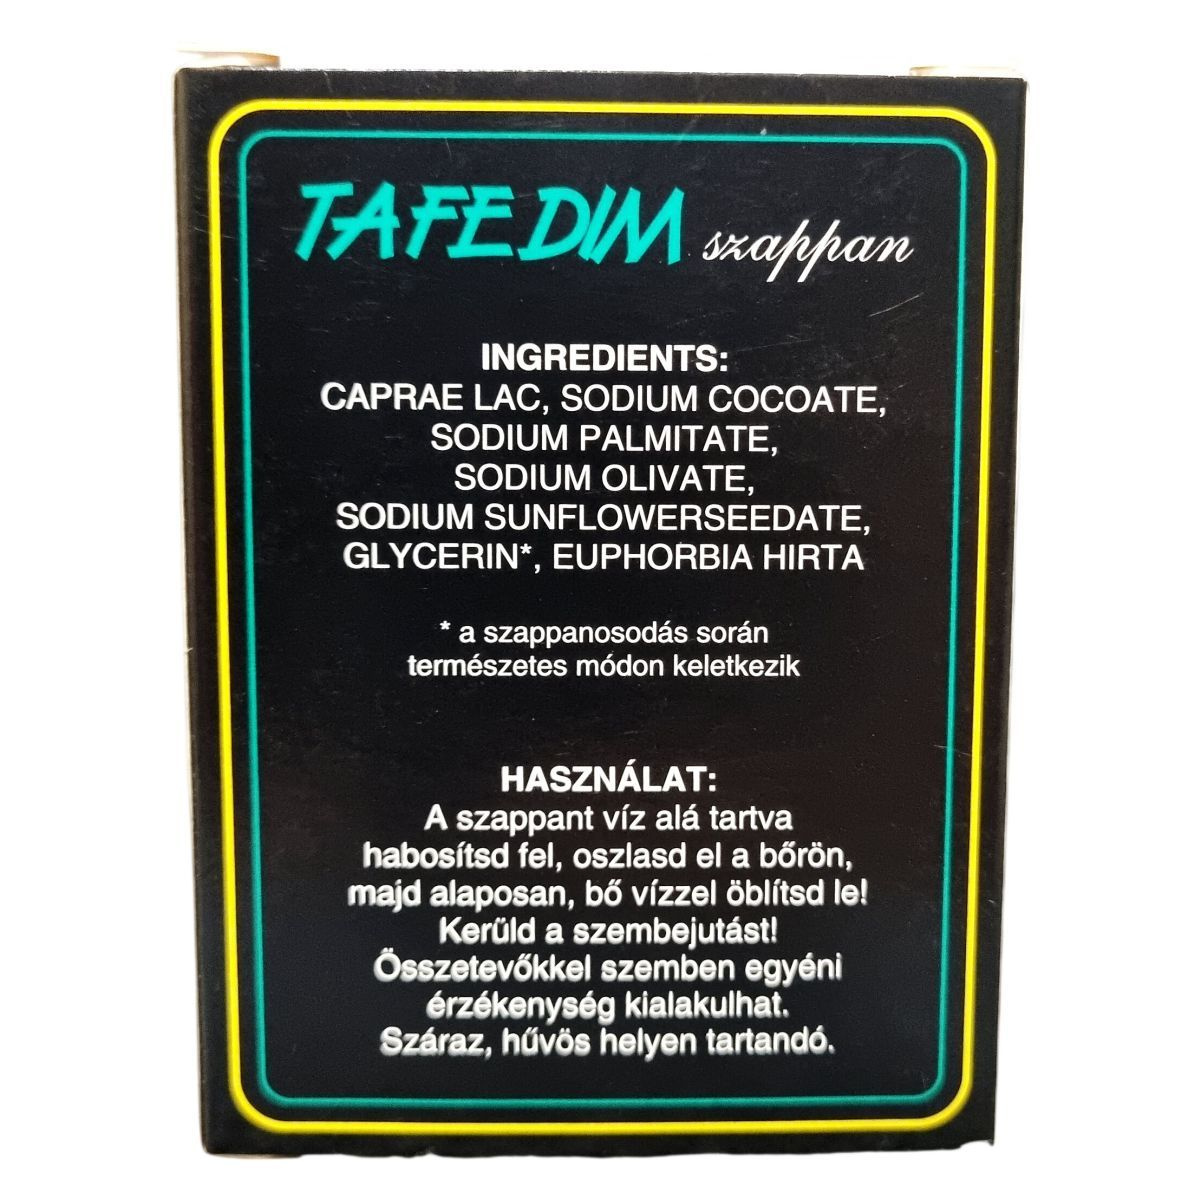 TAFEDIM szappan
INGREDIENTS:
CAPRAE LAC, SODIUM COCOATE,
SODIUM PALMITATE,
SODIUM OLIVATE,
SODIUM SUNFLOWERSEEDATE,
GLYCERIN*, EUPHORBIA HIRTA
* a szappanosodás során
természetes módon keletkezik
HASZNÁLAT:
A szappant víz alá tartva
habosítsd fel, oszlasd el a bőrön,
majd alaposan, bő vízzel öblítsd le!
Kerüld a szembejutást!
Összetevőkkel szemben egyéni
érzékenység kialakulhat.
Száraz, hűvös helyen tartandó.